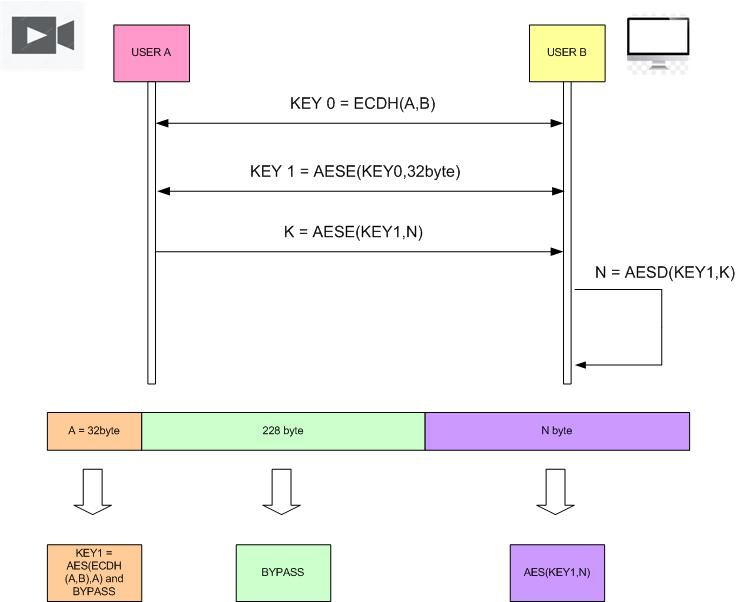 USER A
USER B
KEY 0 = ECDH(A,B)
KEY 1 = AESE(KEY0,32byte)
K = AESE(KEY1,N)
N = AESD(KEY1,K)
A = 32byte
228 byte
N byte
KEY1 =
AES(ECDH
(A,B),A) and
BYPASS
BYPASS
AES(KEY1,N)